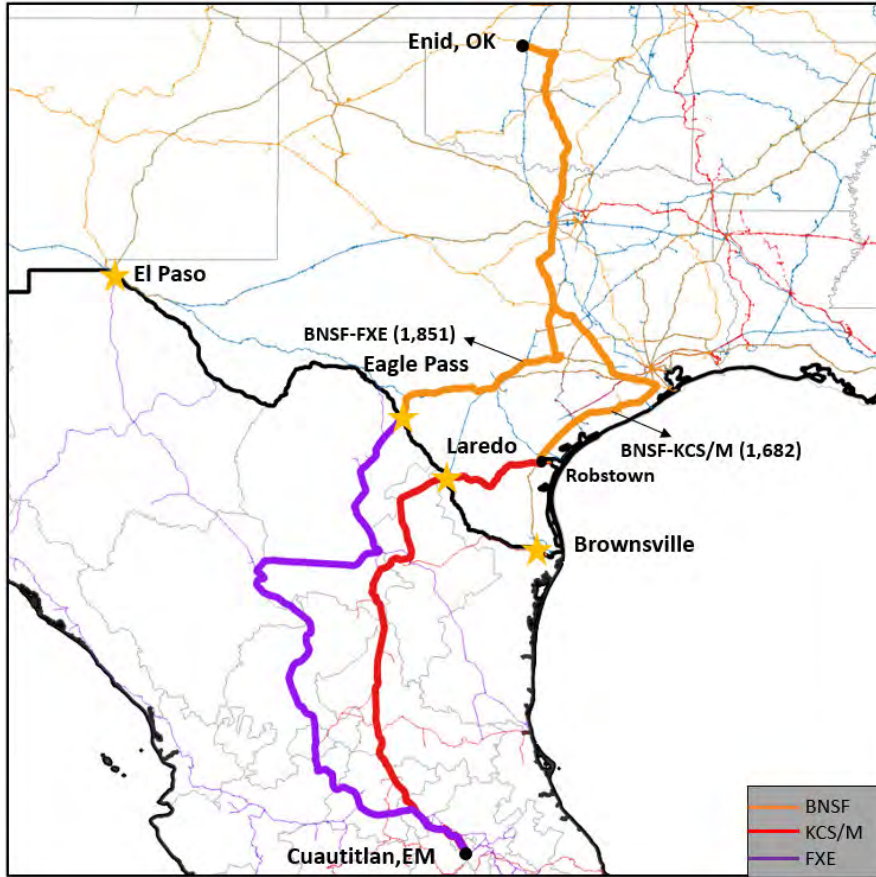 Enid, OK
El Paso
BNSF-FXE (1,851)
Eagle Pass
Laredo
BNSF-KCS/M (1,682)
Robstown
Brownsville
Cuautitlan,EM
BNSF
KCS/M
FXE